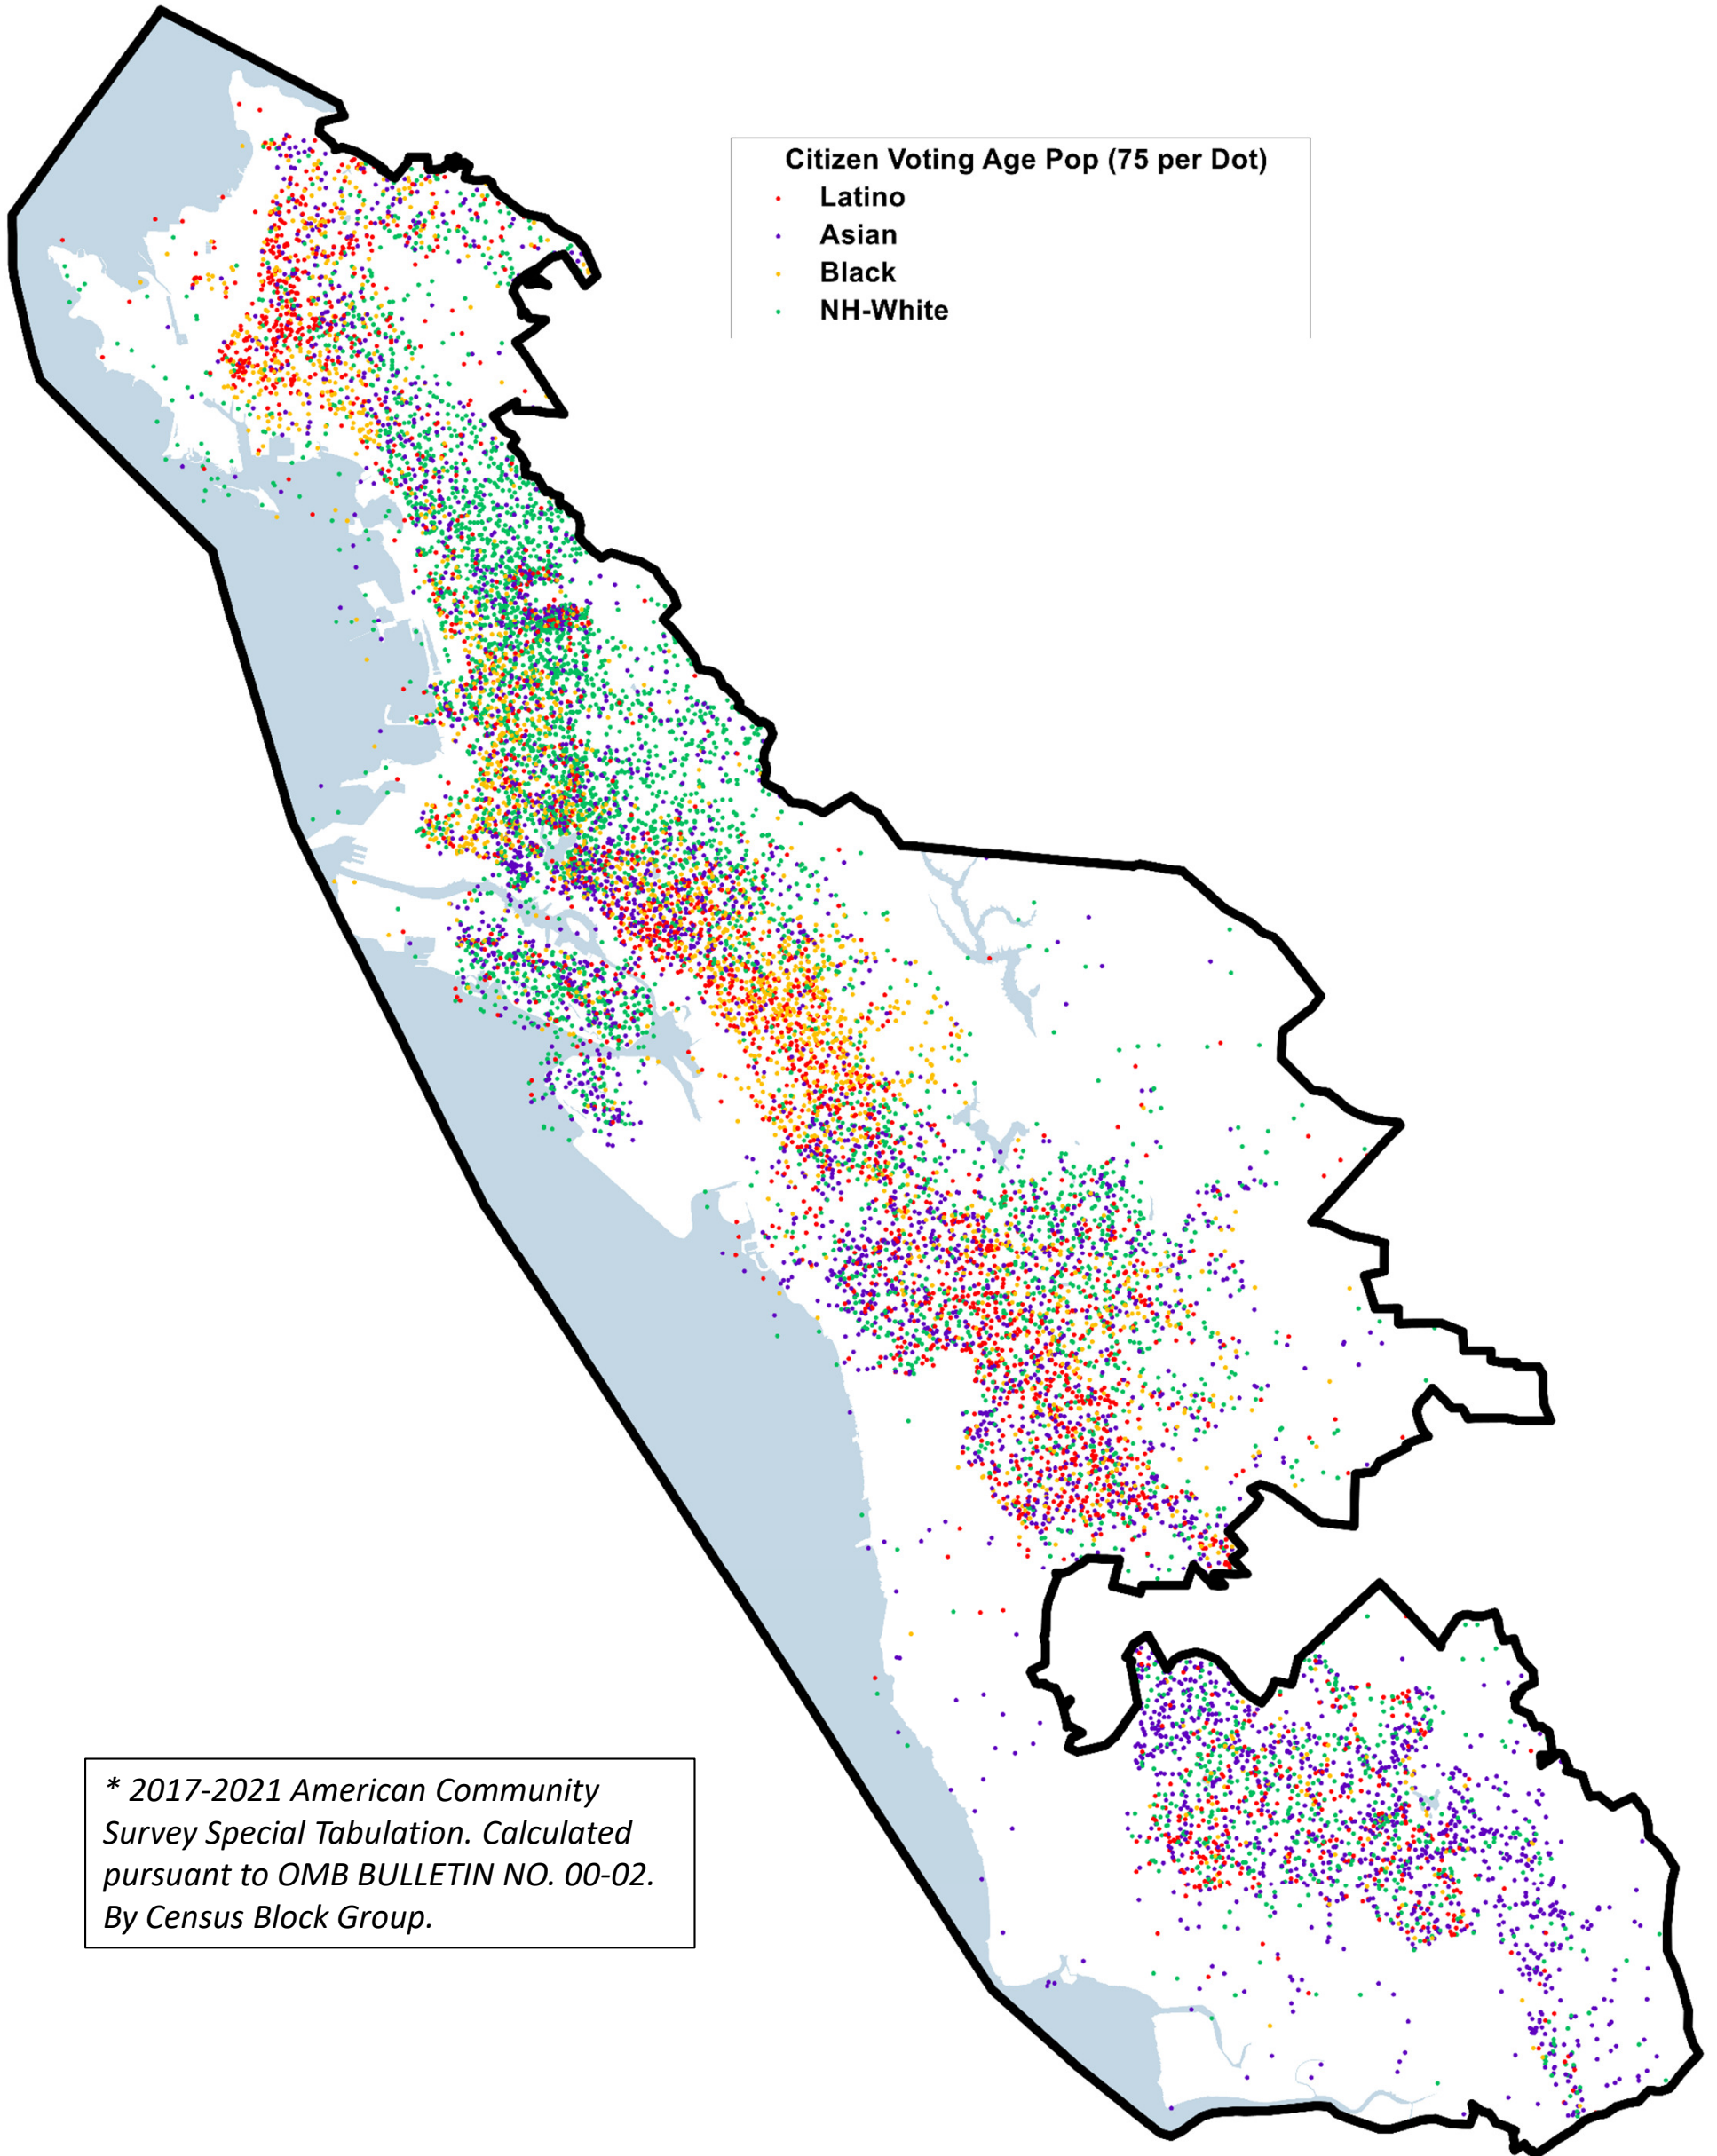 Citizen Voting Age Pop (75 per Dot)
Latino
Asian
Black
NH-White
* 2017-2021 American Community
Survey Special Tabulation. Calculated
pursuant to OMB BULLETIN NO. 00-02.
By Census Block Group.